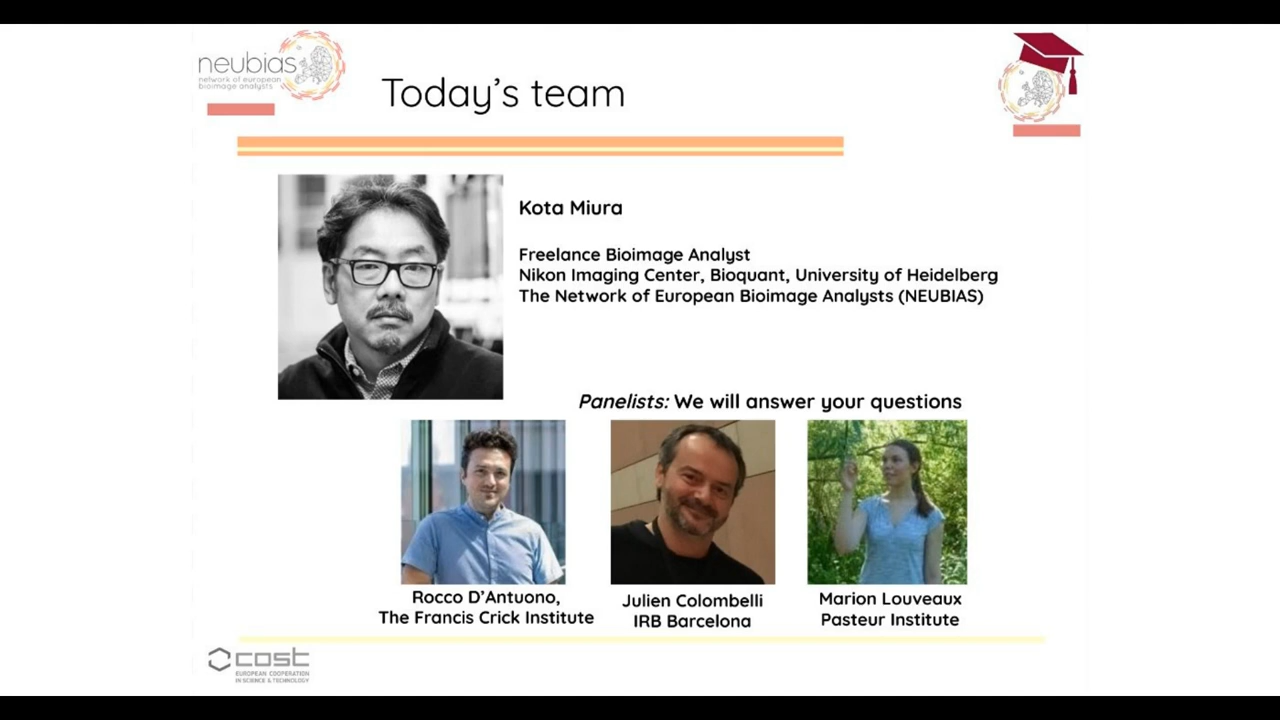 neubias
network of european
bioimage analysts
Today's team
Kota Miura
Freelance Bioimage Analyst
Nikon Imaging Center, Bioquant, University of Heidelberg
The Network of European Bioimage Analysts (NEUBIAS)
Panelists: We will answer your questions
Rocco D'Antuono,
The Francis Crick Institute
Julien Colombelli
IRB Barcelona
Marion Louveaux
Pasteur Institute
cost
EUROPEAN COOPERATION
IN SCIENCE & TECHNOLOGY